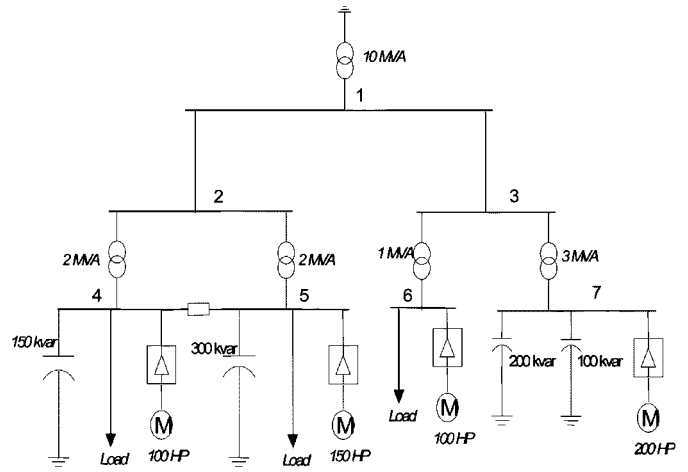 10 MVA
1
2
3
2 MVA
2 MVA
1 MVA
3 MVA
4
5
6
7
150 kvar
300 kvar
200 kvar
100 kvar
M
M
M
M
Load
100 HP
Load
150 HP
Load
100 HP
200 HP